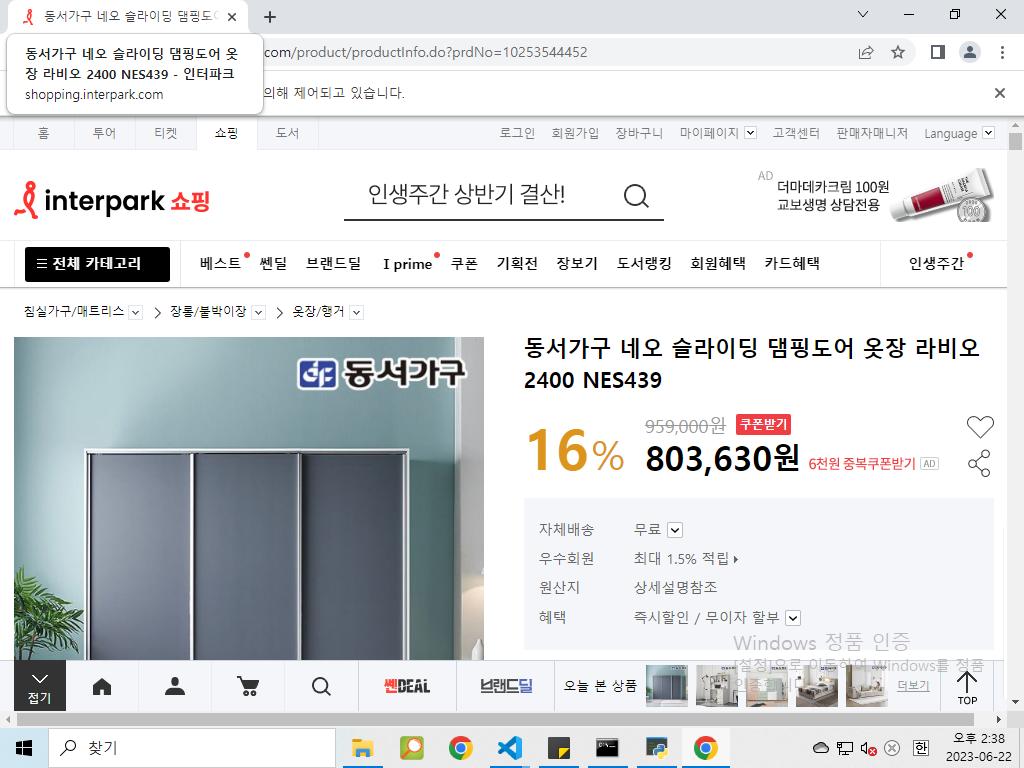 동서가구 네오 슬라이딩 댐핑도어
동서가구 네오 슬라이딩 댐핑도어 옷
장 라비오 2400 NES439 - 인터파크
shopping.interpark.com
com/product/productInfo.do?prdNo=10253544452
의해 제어되고 있습니다.
홈 투어 티켓 쇼핑 도서 로그인 회원가입 장바구니 마이페이지 고객센터 판매자매니저 Language
interpark 쇼핑
인생주간 상반기 결산!
AD 더마데카크림 100원
교보생명 상담전용
100
전체 카테고리 베스트 쎈딜 브랜드딜 I prime 쿠폰 기획전 장보기 도서랭킹 회원혜택 카드혜택 인생주간
침실가구/매트리스 장롱/붙박이장 옷장/행거
동서가구
동서가구 네오 슬라이딩 댐핑도어 옷장 라비오
2400 NES439
16% 959,000원 쿠폰받기
803,630원 6천원 중복쿠폰받기 AD
자체배송 무료
우수회원 최대 1.5% 적립
원산지 상세설명참조
혜택 즉시할인 / 무이자 할부
Windows 정품 인증
[설정]으로 이동하여 Windows를 정품
인증합니다.
접기 쎈DEAL 브랜드딜 오늘 본 상품 더보기 TOP
찾기
한
오후 2:38
2023-06-22